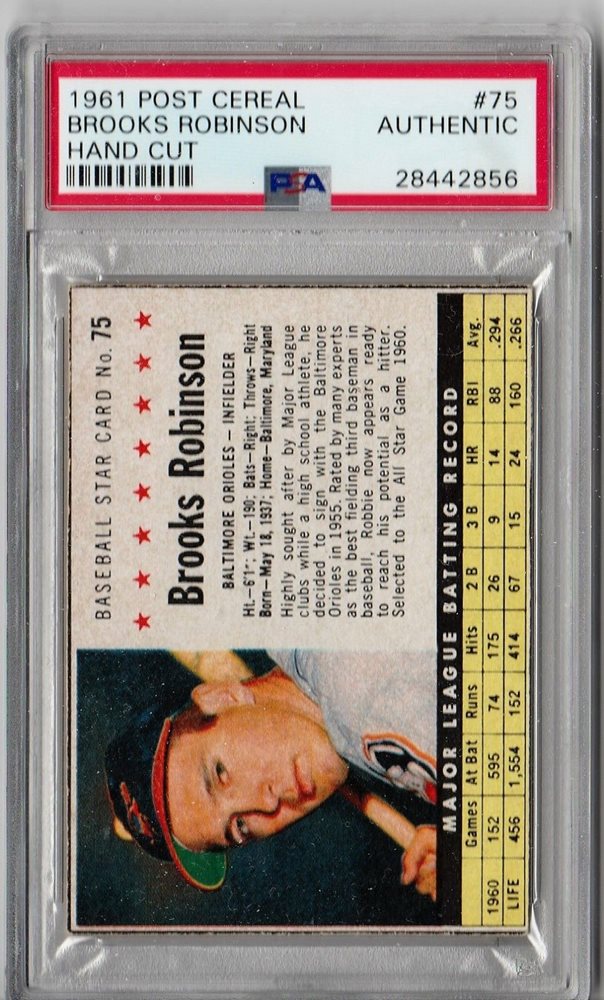 1961 POST CEREAL #75
BROOKS ROBINSON AUTHENTIC
HAND CUT
PSA 28442856
BASEBALL STAR CARD No. 75
Brooks Robinson
BALTIMORE ORIOLES — INFIELDER
Ht.—6'1"; Wt.—190; Bats—Right; Throws—Right
Born—May 18, 1937; Home—Baltimore, Maryland
Highly sought after by Major League
clubs while a high school athlete, he
decided to sign with the Baltimore
Orioles in 1955. Rated by many experts
as the best fielding third baseman in
baseball, Robbie now appears ready
to reach his potential as a hitter.
Selected to the All Star Game 1960.
MAJOR LEAGUE BATTING RECORD
Games At Bat Runs Hits 2 B 3 B HR RBI Avg.
1960 152 595 74 175 26 9 14 88 .294
LIFE 456 1,554 152 414 67 15 24 160 .266